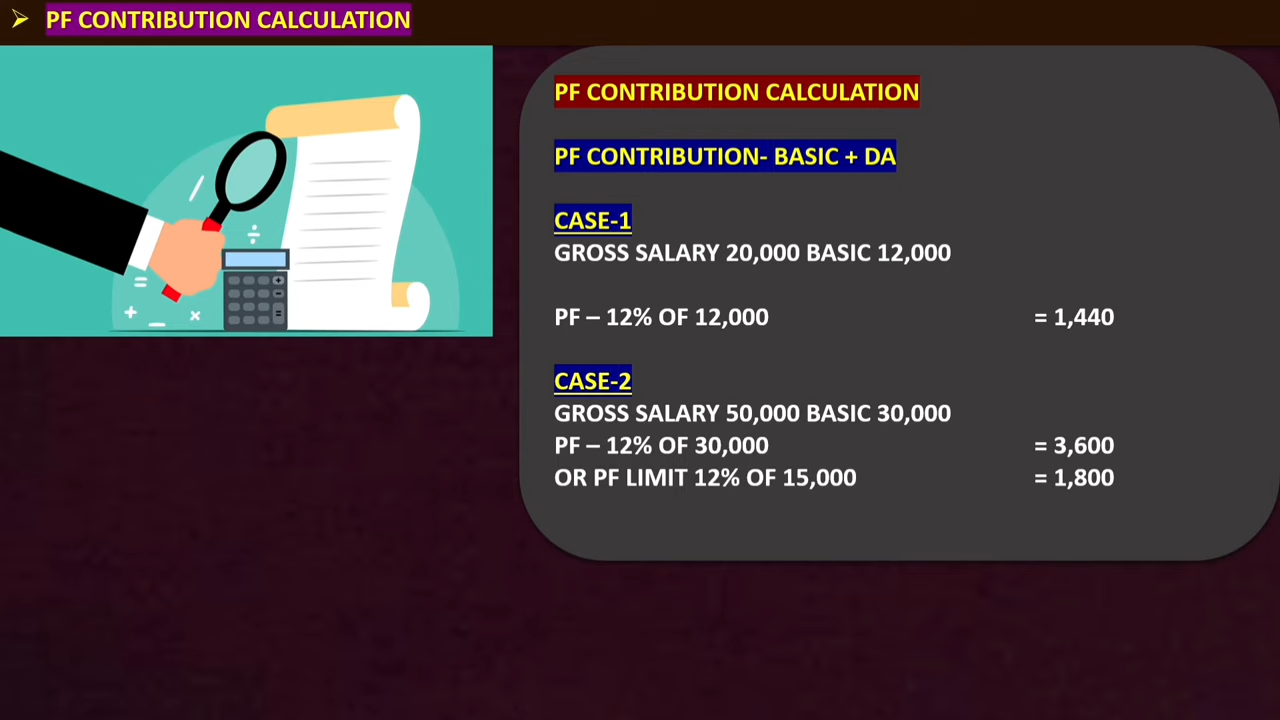 PF CONTRIBUTION CALCULATION
PF CONTRIBUTION CALCULATION
PF CONTRIBUTION- BASIC + DA
CASE-1
GROSS SALARY 20,000 BASIC 12,000
PF – 12% OF 12,000 = 1,440
CASE-2
GROSS SALARY 50,000 BASIC 30,000
PF – 12% OF 30,000 = 3,600
OR PF LIMIT 12% OF 15,000 = 1,800